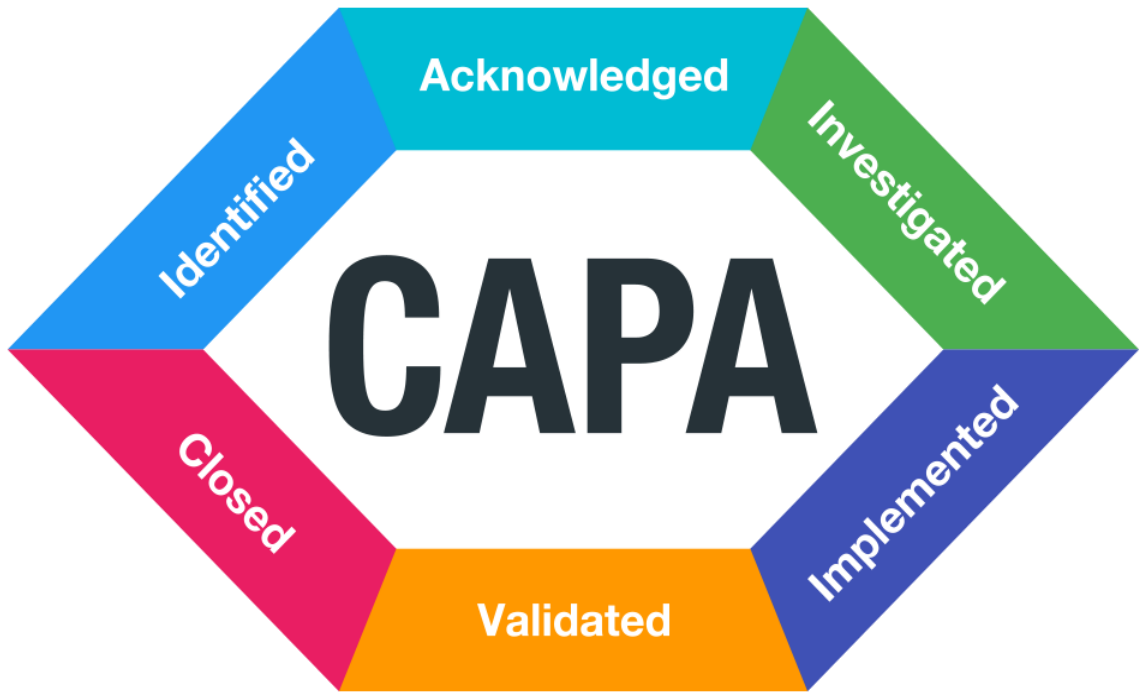 Acknowledged
Investigated
Identified
CAPA
Implemented
Closed
Validated